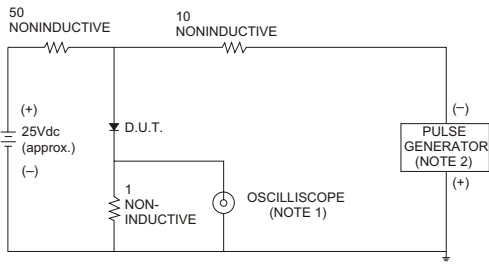 50
NONINDUCTIVE
10
NONINDUCTIVE
(+)
25Vdc
(approx.)
(–)
D.U.T.
1
NON-
INDUCTIVE
OSCILLISCOPE
(NOTE 1)
(–)
PULSE
GENERATOR
(NOTE 2)
(+)